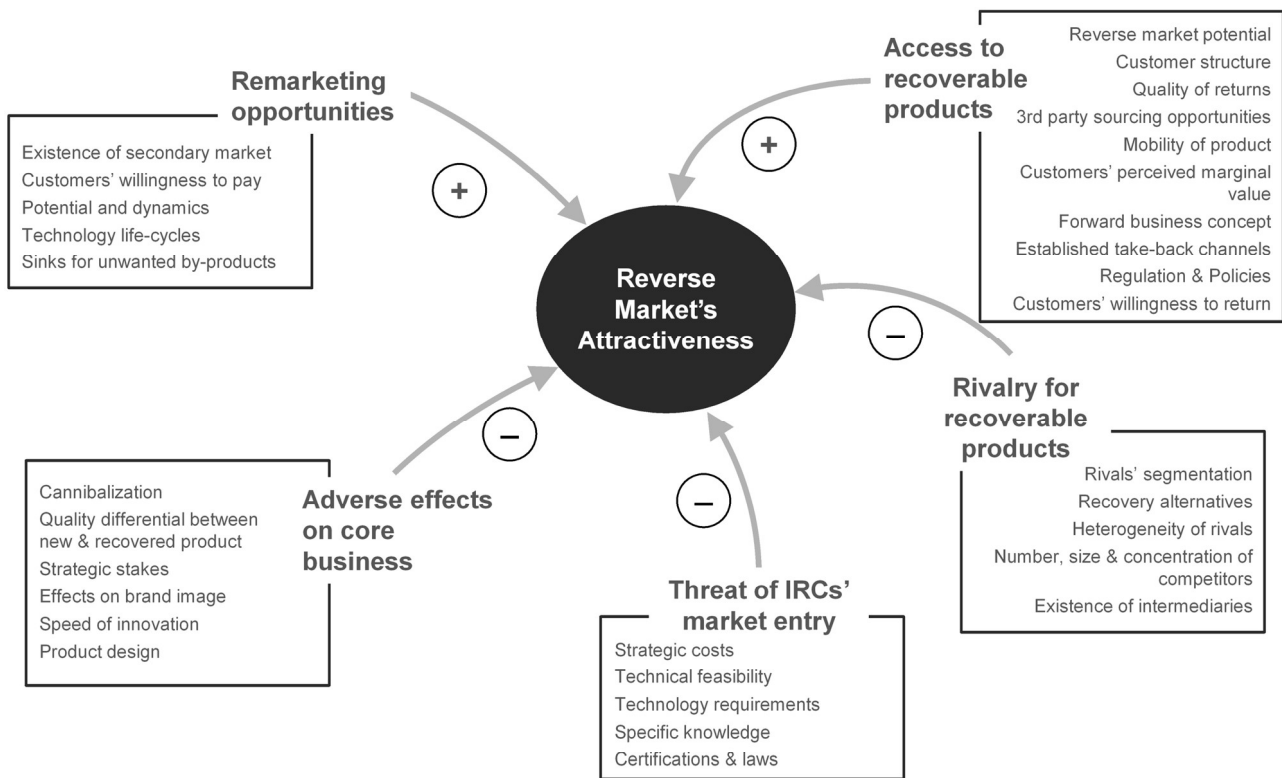 Remarketing
opportunities
Existence of secondary market
Customers’ willingness to pay
Potential and dynamics
Technology life-cycles
Sinks for unwanted by-products
+
Access to
recoverable
products
Reverse market potential
Customer structure
Quality of returns
3rd party sourcing opportunities
Mobility of product
Customers’ perceived marginal
value
Forward business concept
Established take-back channels
Regulation & Policies
Customers’ willingness to return
+
Reverse
Market’s
Attractiveness
–
Rivalry for
recoverable
products
Rivals’ segmentation
Recovery alternatives
Heterogeneity of rivals
Number, size & concentration of
competitors
Existence of intermediaries
–
Adverse effects
on core
business
Cannibalization
Quality differential between
new & recovered product
Strategic stakes
Effects on brand image
Speed of innovation
Product design
–
Threat of IRCs’
market entry
Strategic costs
Technical feasibility
Technology requirements
Specific knowledge
Certifications & laws